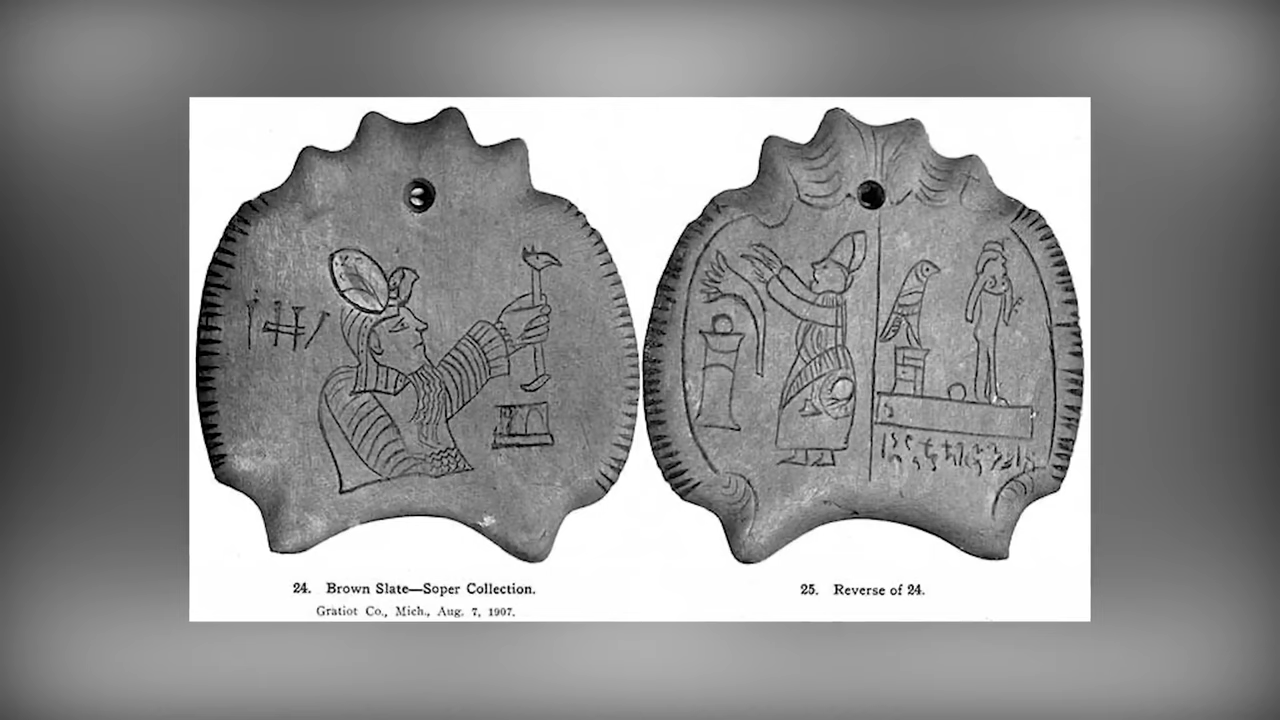 24. Brown Slate—Soper Collection.
Gratiot Co., Mich., Aug. 7, 1907.
25. Reverse of 24.